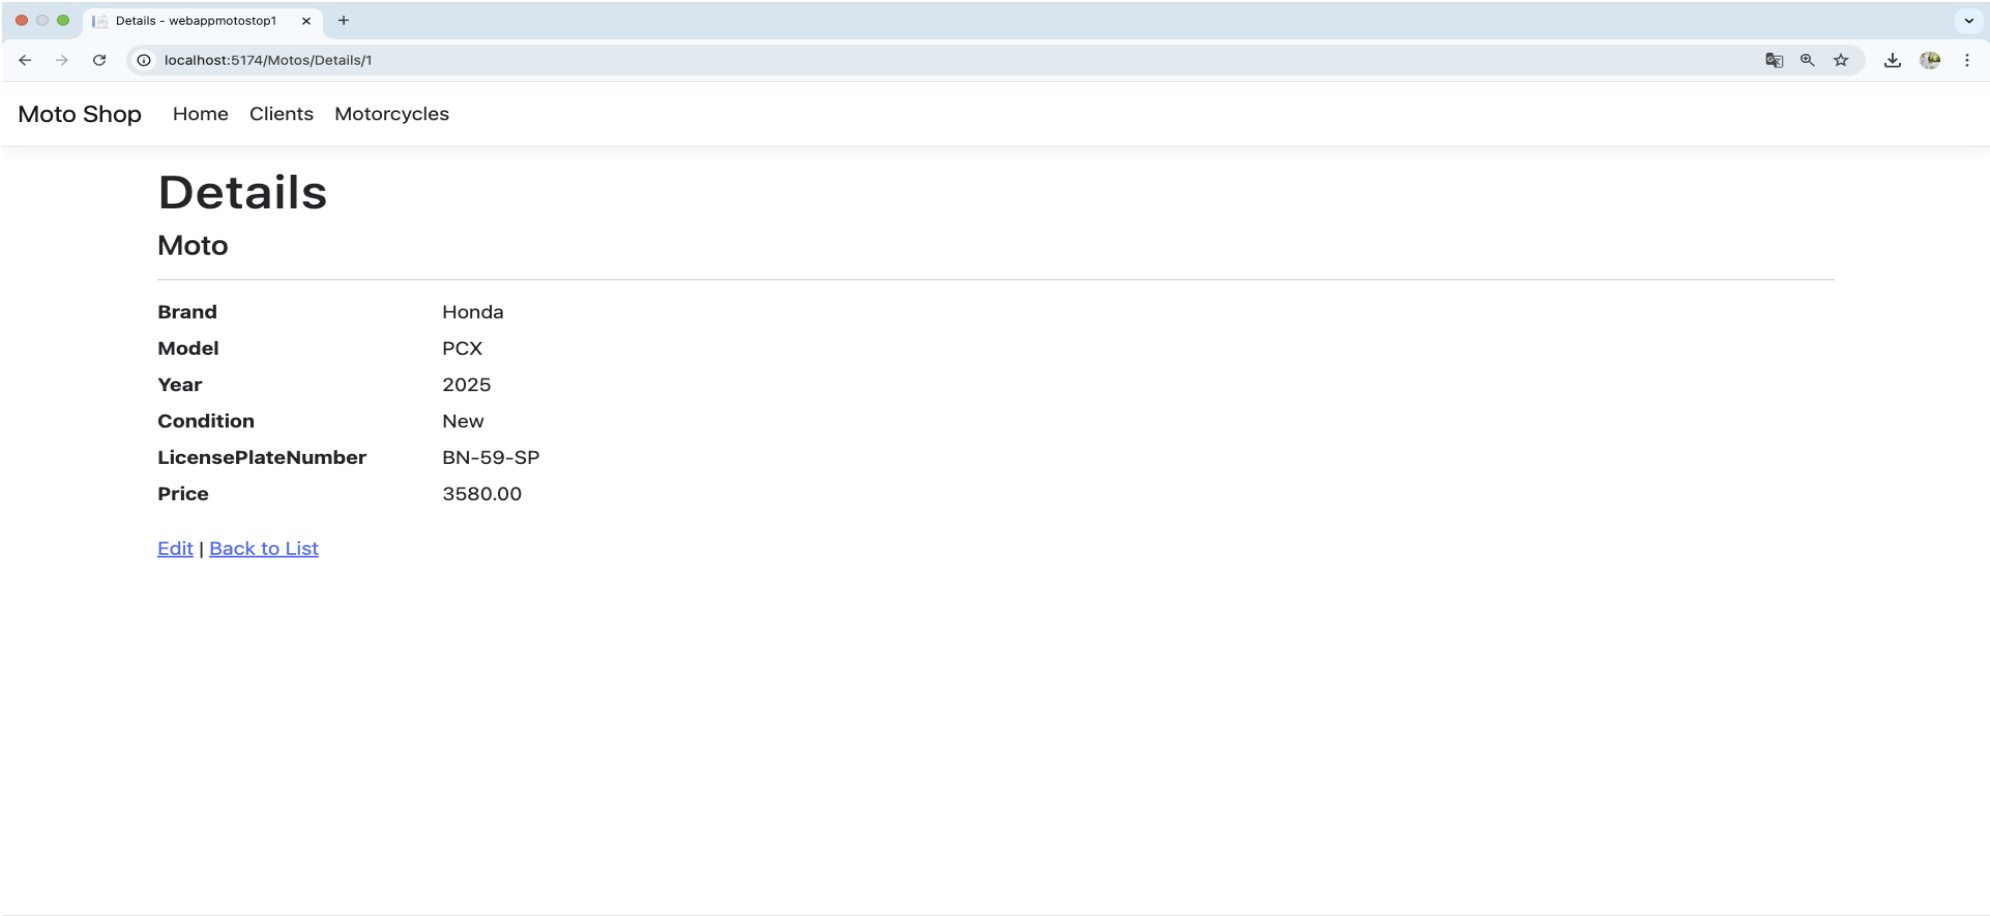 Details - webappmotostop1
localhost:5174/Motos/Details/1
Moto Shop Home Clients Motorcycles
Details
Moto
Brand Honda
Model PCX
Year 2025
Condition New
LicensePlateNumber BN-59-SP
Price 3580.00
Edit | Back to List